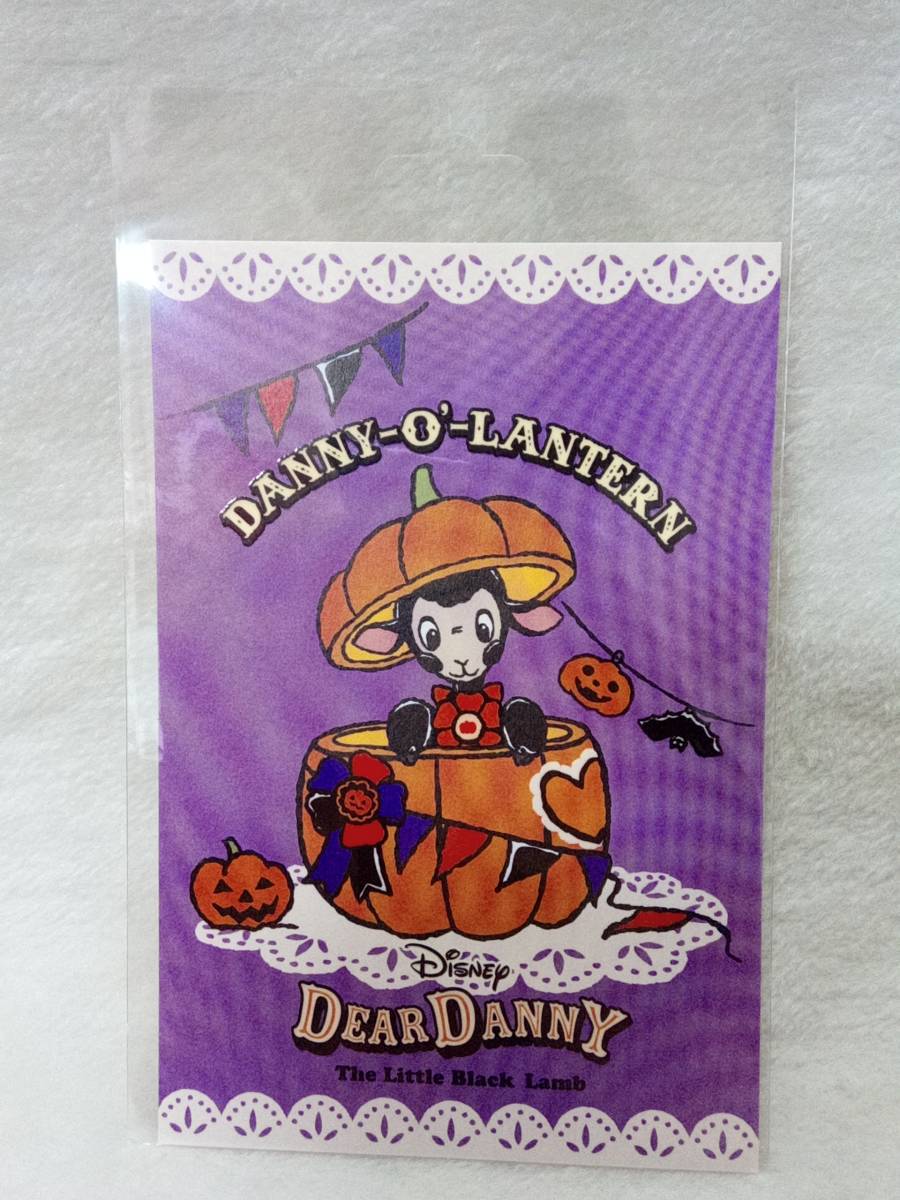 DANNY-O'-LANTERN
DISNEY
DEAR DANNY
The Little Black Lamb